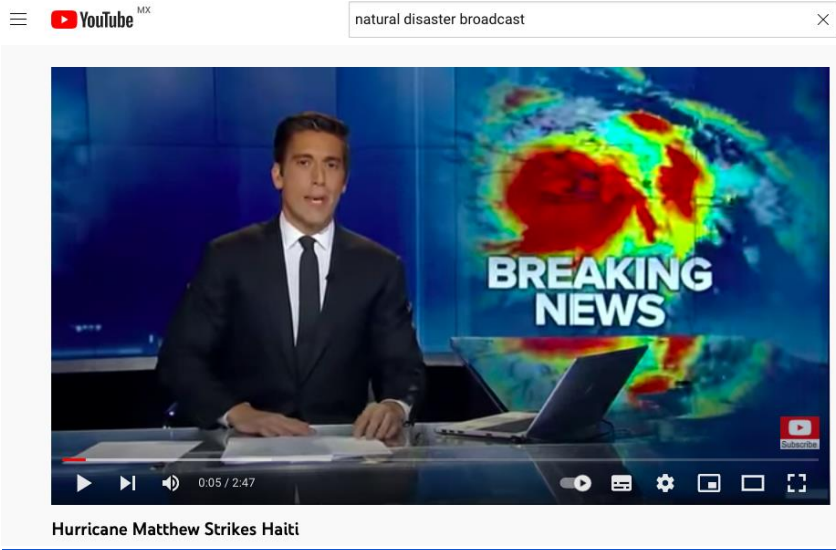 YouTube MX
natural disaster broadcast
BREAKING
NEWS
Subscribe
0:05 / 2:47
Hurricane Matthew Strikes Haiti